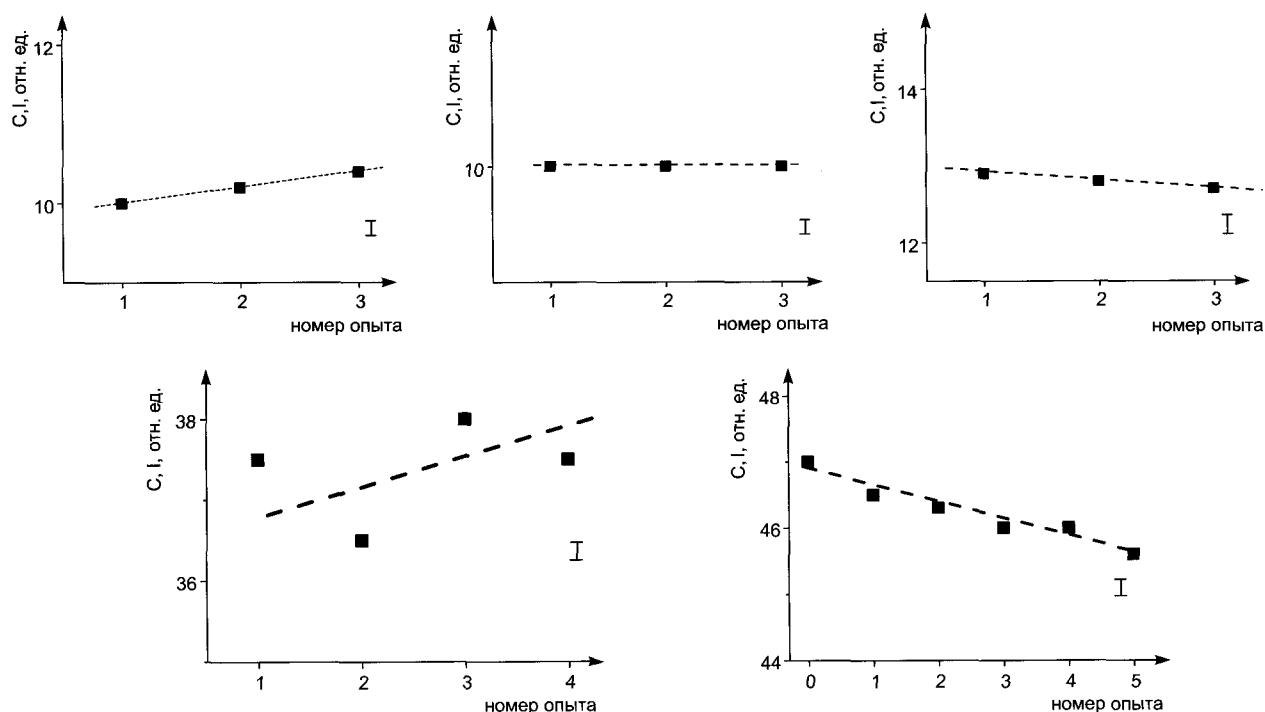 С,I, отн. ед.
12
10
1 2 3
номер опыта
С,I, отн. ед.
10
1 2 3
номер опыта
С,I, отн. ед.
14
12
1 2 3
номер опыта
С, I, отн. ед.
38
36
1 2 3 4
номер опыта
С, I, отн. ед.
48
46
44
0 1 2 3 4 5
номер опыта